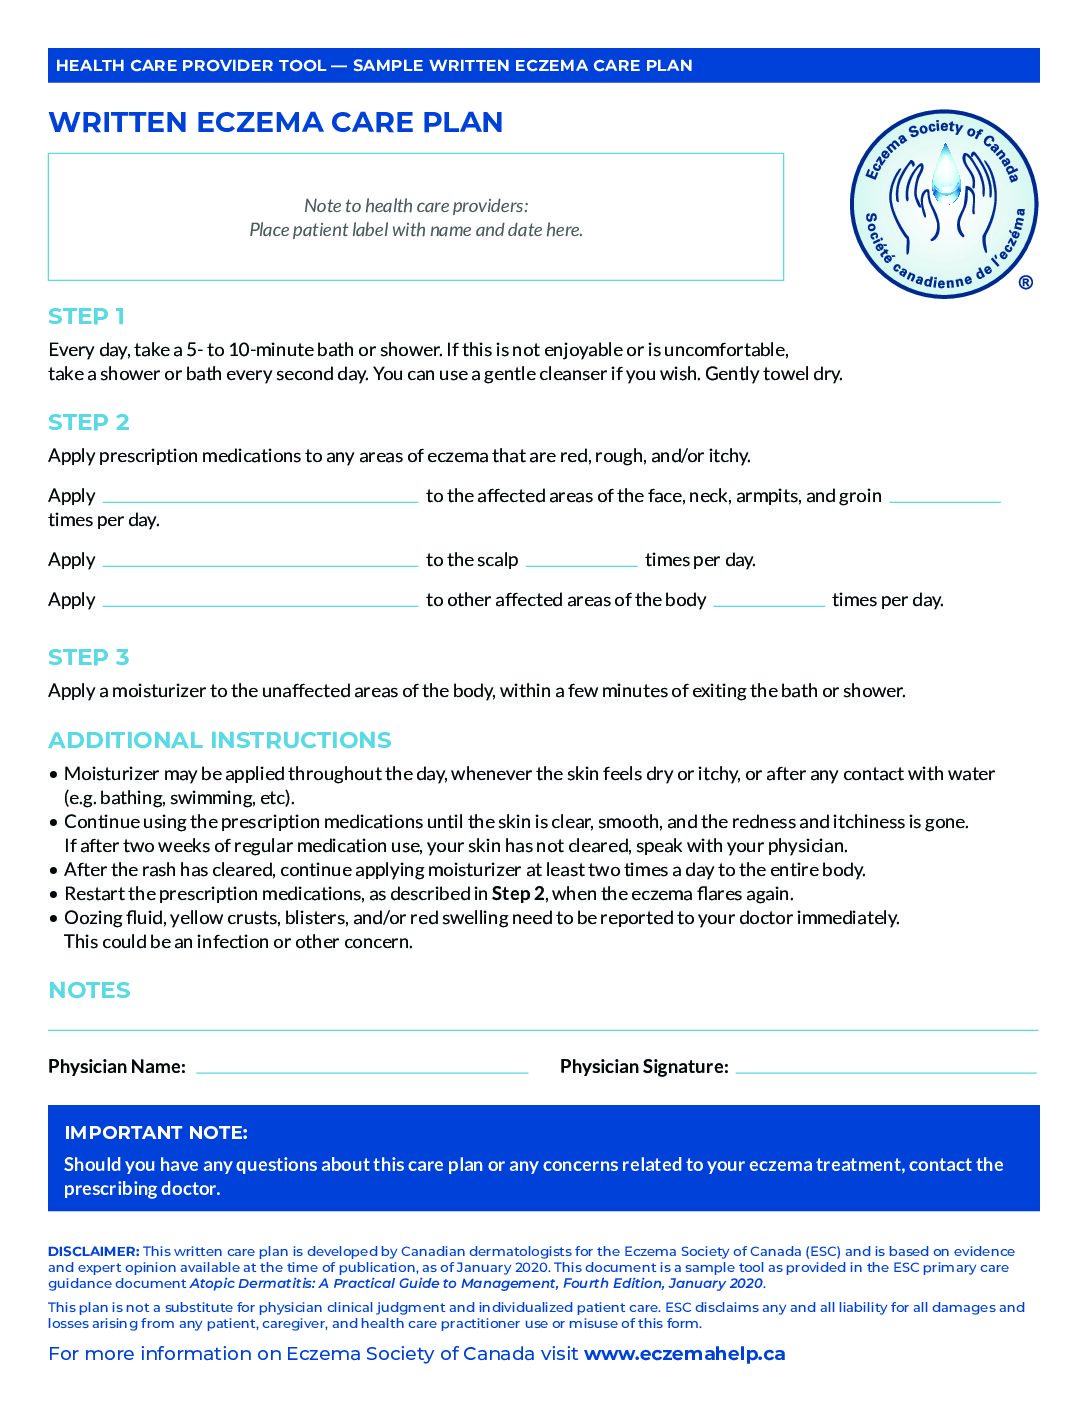 HEALTH CARE PROVIDER TOOL — SAMPLE WRITTEN ECZEMA CARE PLAN
WRITTEN ECZEMA CARE PLAN
Note to health care providers:
Place patient label with name and date here.
Eczema Society of Canada
Société canadienne de l'eczéma
®
STEP 1
Every day, take a 5- to 10-minute bath or shower. If this is not enjoyable or is uncomfortable,
take a shower or bath every second day. You can use a gentle cleanser if you wish. Gently towel dry.
STEP 2
Apply prescription medications to any areas of eczema that are red, rough, and/or itchy.
Apply to the affected areas of the face, neck, armpits, and groin
times per day.
Apply to the scalp times per day.
Apply to other affected areas of the body times per day.
STEP 3
Apply a moisturizer to the unaffected areas of the body, within a few minutes of exiting the bath or shower.
ADDITIONAL INSTRUCTIONS
• Moisturizer may be applied throughout the day, whenever the skin feels dry or itchy, or after any contact with water
(e.g. bathing, swimming, etc).
• Continue using the prescription medications until the skin is clear, smooth, and the redness and itchiness is gone.
If after two weeks of regular medication use, your skin has not cleared, speak with your physician.
• After the rash has cleared, continue applying moisturizer at least two times a day to the entire body.
• Restart the prescription medications, as described in Step 2, when the eczema flares again.
• Oozing fluid, yellow crusts, blisters, and/or red swelling need to be reported to your doctor immediately.
This could be an infection or other concern.
NOTES
Physician Name: Physician Signature:
IMPORTANT NOTE:
Should you have any questions about this care plan or any concerns related to your eczema treatment, contact the
prescribing doctor.
DISCLAIMER: This written care plan is developed by Canadian dermatologists for the Eczema Society of Canada (ESC) and is based on evidence
and expert opinion available at the time of publication, as of January 2020. This document is a sample tool as provided in the ESC primary care
guidance document Atopic Dermatitis: A Practical Guide to Management, Fourth Edition, January 2020.
This plan is not a substitute for physician clinical judgment and individualized patient care. ESC disclaims any and all liability for all damages and
losses arising from any patient, caregiver, and health care practitioner use or misuse of this form.
For more information on Eczema Society of Canada visit www.eczemahelp.ca